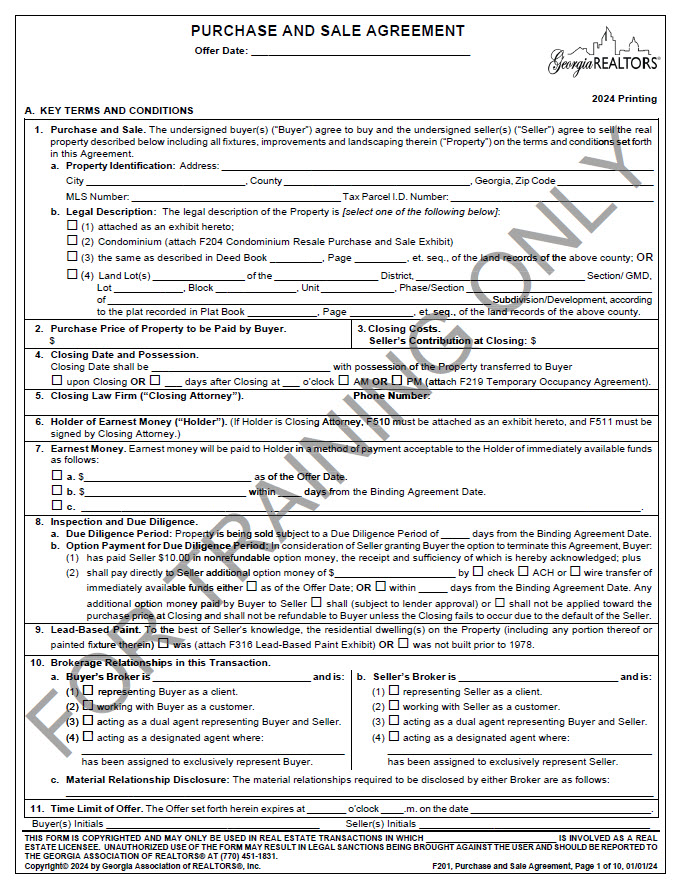 PURCHASE AND SALE AGREEMENT
Offer Date: ____________________
Georgia REALTORS®
2024 Printing
A. KEY TERMS AND CONDITIONS
1. Purchase and Sale. The undersigned buyer(s) ("Buyer") agree to buy and the undersigned seller(s) ("Seller") agree to sell the real
property described below including all fixtures, improvements and landscaping therein ("Property") on the terms and conditions set forth
in this Agreement.
a. Property Identification: Address: ____________________
City ____________________, County ____________________, Georgia, Zip Code ____________________
MLS Number: ____________________ Tax Parcel I.D. Number: ____________________
b. Legal Description: The legal description of the Property is [select one of the following below]:
☐ (1) attached as an exhibit hereto;
☐ (2) Condominium (attach F204 Condominium Resale Purchase and Sale Exhibit)
☐ (3) the same as described in Deed Book __________, Page __________, et. seq., of the land records of the above county; OR
☐ (4) Land Lot(s) ____________________ of the __________ District, ____________________ Section/ GMD,
Lot __________, Block __________, Unit __________, Phase/Section ____________________
of ____________________ Subdivision/Development, according
to the plat recorded in Plat Book __________, Page __________, et. seq., of the land records of the above county.
2. Purchase Price of Property to be Paid by Buyer.
$
3. Closing Costs.
Seller's Contribution at Closing: $
4. Closing Date and Possession.
Closing Date shall be ____________________ with possession of the Property transferred to Buyer
☐ upon Closing OR ☐ ___ days after Closing at ___ o'clock ☐ AM OR ☐ PM (attach F219 Temporary Occupancy Agreement).
5. Closing Law Firm ("Closing Attorney"). Phone Number:
6. Holder of Earnest Money ("Holder"). (If Holder is Closing Attorney, F510 must be attached as an exhibit hereto, and F511 must be
signed by Closing Attorney.)
7. Earnest Money. Earnest money will be paid to Holder in a method of payment acceptable to the Holder of immediately available funds
as follows:
☐ a. $____________________ as of the Offer Date.
☐ b. $____________________ within ____ days from the Binding Agreement Date.
☐ c. ____________________.
8. Inspection and Due Diligence.
a. Due Diligence Period: Property is being sold subject to a Due Diligence Period of _____ days from the Binding Agreement Date.
b. Option Payment for Due Diligence Period: In consideration of Seller granting Buyer the option to terminate this Agreement, Buyer:
(1) has paid Seller $10.00 in nonrefundable option money, the receipt and sufficiency of which is hereby acknowledged; plus
(2) shall pay directly to Seller additional option money of $____________________ by ☐ check ☐ ACH or ☐ wire transfer of
immediately available funds either ☐ as of the Offer Date; OR ☐ within _____ days from the Binding Agreement Date. Any
additional option money paid by Buyer to Seller ☐ shall (subject to lender approval) or ☐ shall not be applied toward the
purchase price at Closing and shall not be refundable to Buyer unless the Closing fails to occur due to the default of the Seller.
9. Lead-Based Paint. To the best of Seller's knowledge, the residential dwelling(s) on the Property (including any portion thereof or
painted fixture therein) ☐ was (attach F316 Lead-Based Paint Exhibit) OR ☐ was not built prior to 1978.
10. Brokerage Relationships in this Transaction.
a. Buyer's Broker is ____________________ and is:
(1) ☐ representing Buyer as a client.
(2) ☐ working with Buyer as a customer.
(3) ☐ acting as a dual agent representing Buyer and Seller.
(4) ☐ acting as a designated agent where:
____________________
has been assigned to exclusively represent Buyer.
b. Seller's Broker is ____________________ and is:
(1) ☐ representing Seller as a client.
(2) ☐ working with Seller as a customer.
(3) ☐ acting as a dual agent representing Buyer and Seller.
(4) ☐ acting as a designated agent where:
____________________
has been assigned to exclusively represent Seller.
c. Material Relationship Disclosure: The material relationships required to be disclosed by either Broker are as follows:
____________________
11. Time Limit of Offer. The Offer set forth herein expires at _______ o'clock ____.m. on the date ____________________.
Buyer(s) Initials ____________________ Seller(s) Initials ____________________
THIS FORM IS COPYRIGHTED AND MAY ONLY BE USED IN REAL ESTATE TRANSACTIONS IN WHICH ____________________ IS INVOLVED AS A REAL
ESTATE LICENSEE. UNAUTHORIZED USE OF THE FORM MAY RESULT IN LEGAL SANCTIONS BEING BROUGHT AGAINST THE USER AND SHOULD BE REPORTED TO
THE GEORGIA ASSOCIATION OF REALTORS® AT (770) 451-1831.
Copyright© 2024 by Georgia Association of REALTORS®, Inc. F201, Purchase and Sale Agreement, Page 1 of 10, 01/01/24
FOR TRAINING ONLY